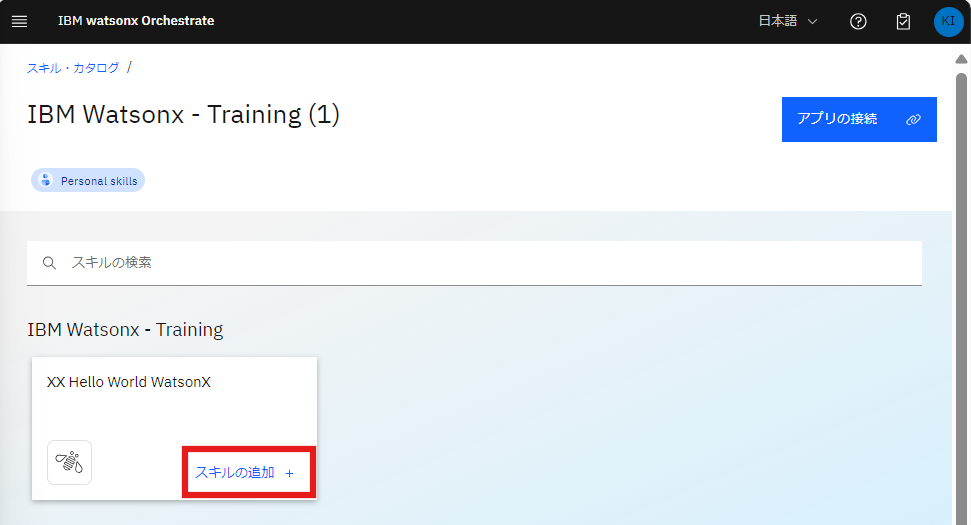 IBM watsonx Orchestrate
日本語
KI
スキル・カタログ /
IBM Watsonx - Training (1)
アプリの接続
Personal skills
スキルの検索
IBM Watsonx - Training
XX Hello World WatsonX
スキルの追加 +